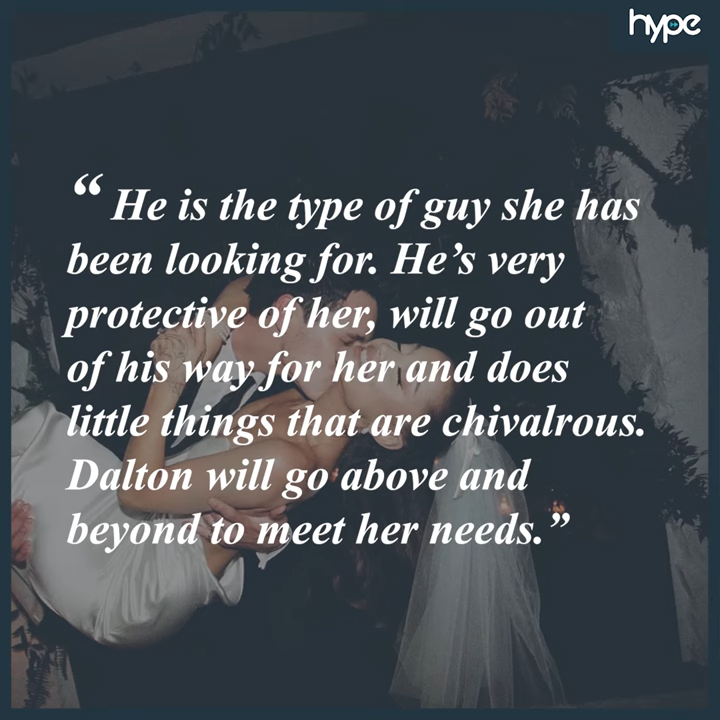 hype
“ He is the type of guy she has
been looking for. He’s very
protective of her, will go out
of his way for her and does
little things that are chivalrous.
Dalton will go above and
beyond to meet her needs.”